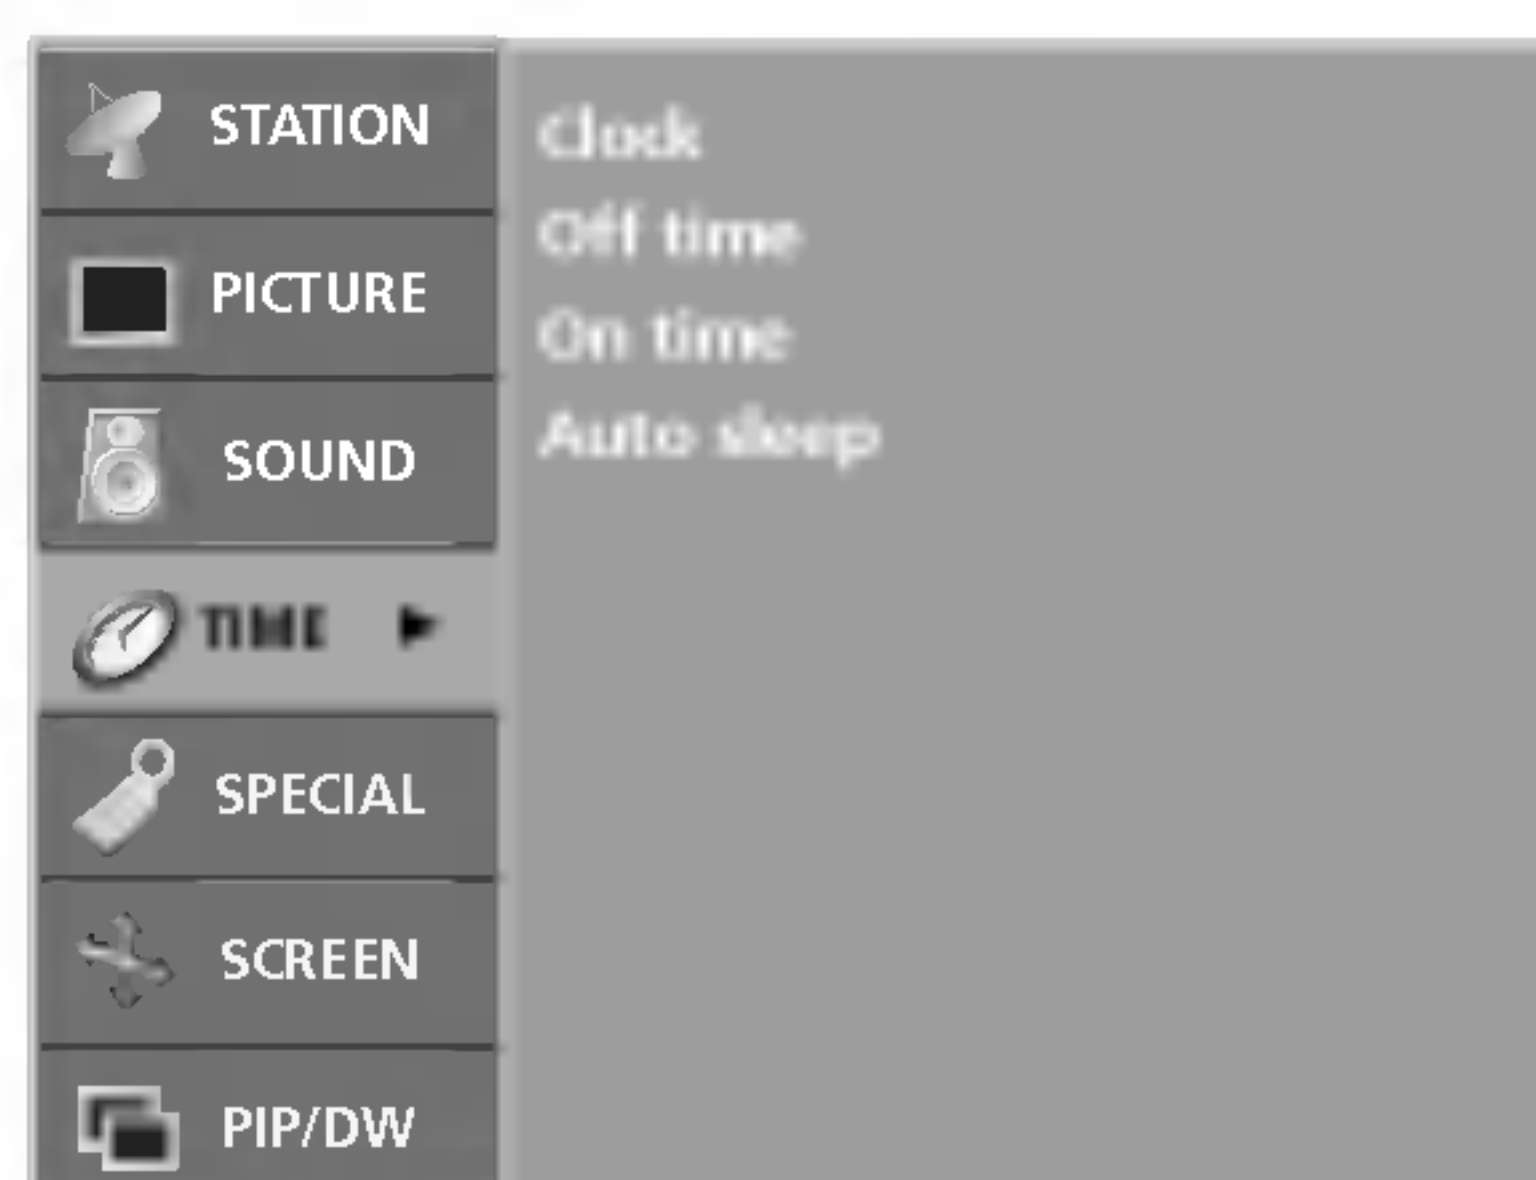 STATION
PICTURE
SOUND
TIME
SPECIAL
SCREEN
PIP/DW
Clock
Off time
On time
Auto sleep